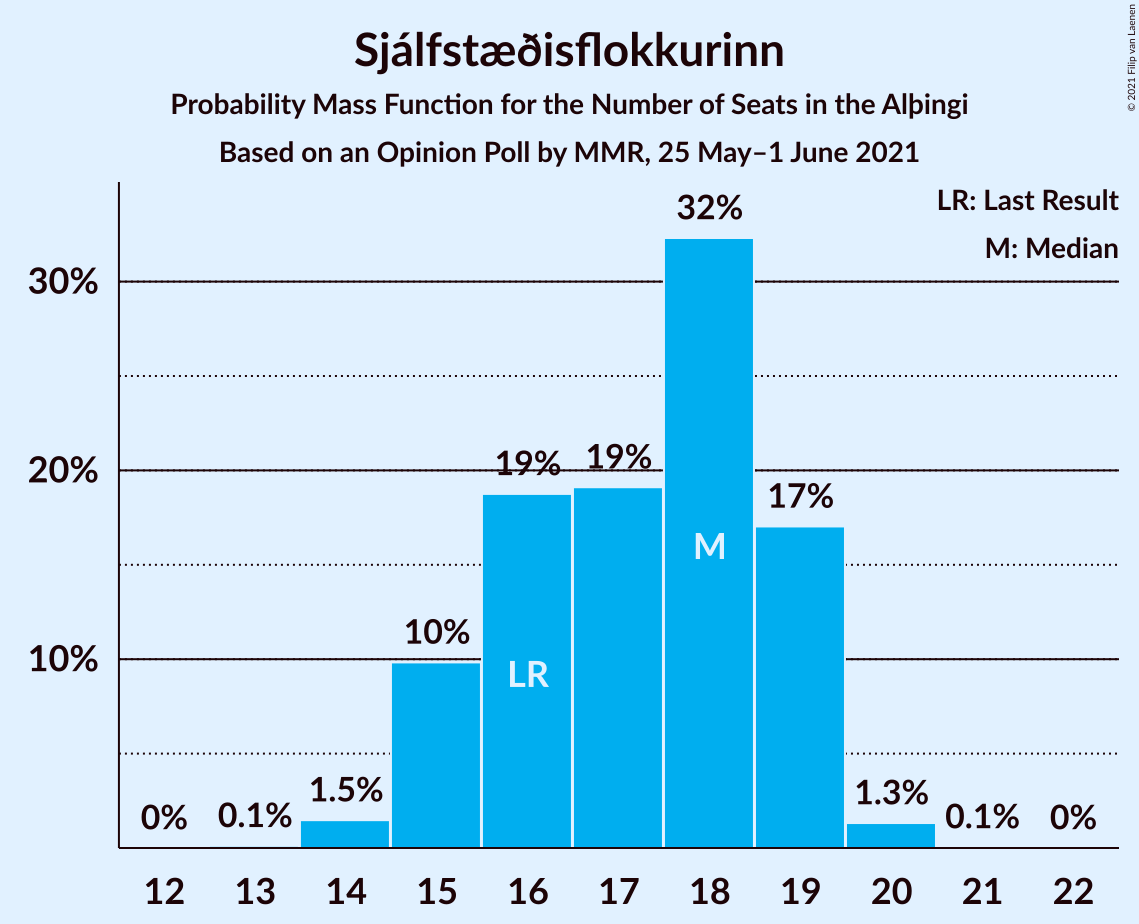 Sjálfstæðisflokkurinn
Probability Mass Function for the Number of Seats in the Alþingi
Based on an Opinion Poll by MMR, 25 May–1 June 2021
© 2021 Filip van Laenen
LR: Last Result
M: Median
30%
20%
10%
0%
0.1%
1.5%
10%
19%
19%
32%
17%
1.3%
0.1%
0%
LR
M
12 13 14 15 16 17 18 19 20 21 22